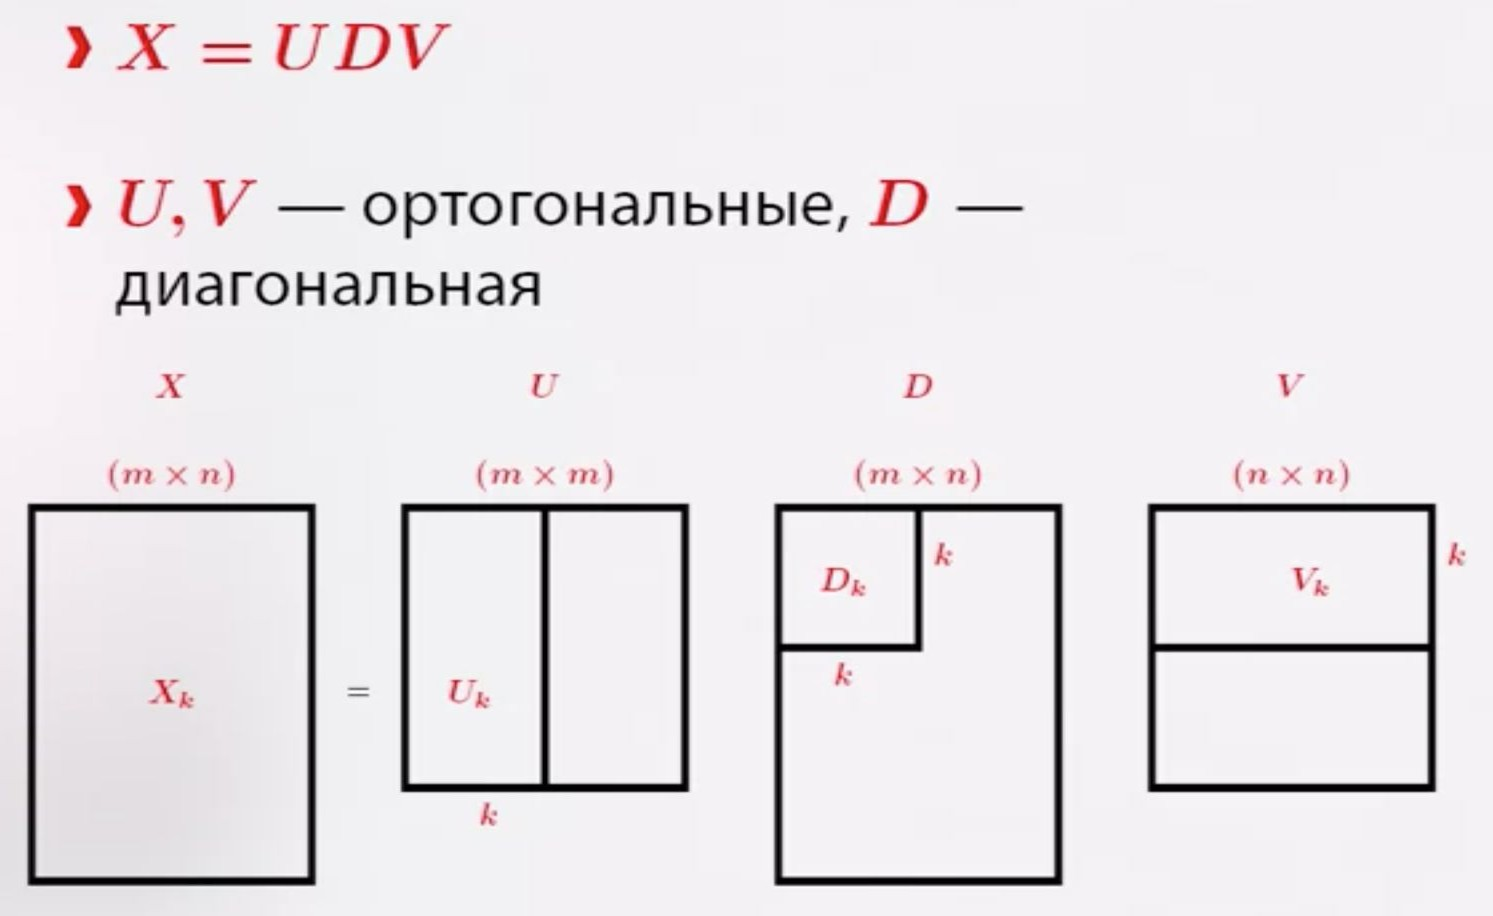 ❯ X = UDV
❯ U, V — ортогональные, D —
диагональная
X U D V
(m × n) (m × m) (m × n) (n × n)
k k
D_k V_k
k
X_k = U_k
k